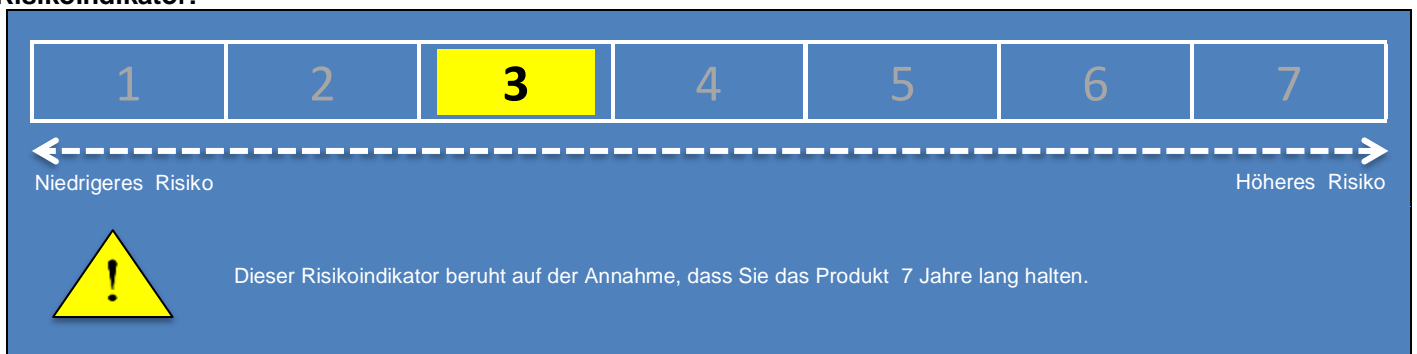 Risikoindikator:
1 2 3 4 5 6 7
Niedrigeres Risiko Höheres Risiko
! Dieser Risikoindikator beruht auf der Annahme, dass Sie das Produkt 7 Jahre lang halten.